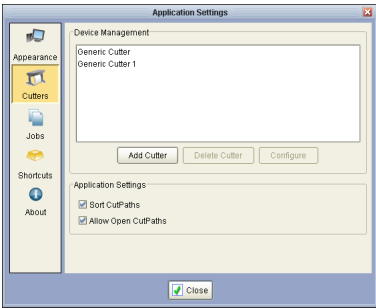 Application Settings
Appearance
Cutters
Jobs
Shortcuts
About
Device Management
Generic Cutter
Generic Cutter 1
Add Cutter
Delete Cutter
Configure
Application Settings
Sort CutPaths
Allow Open CutPaths
Close